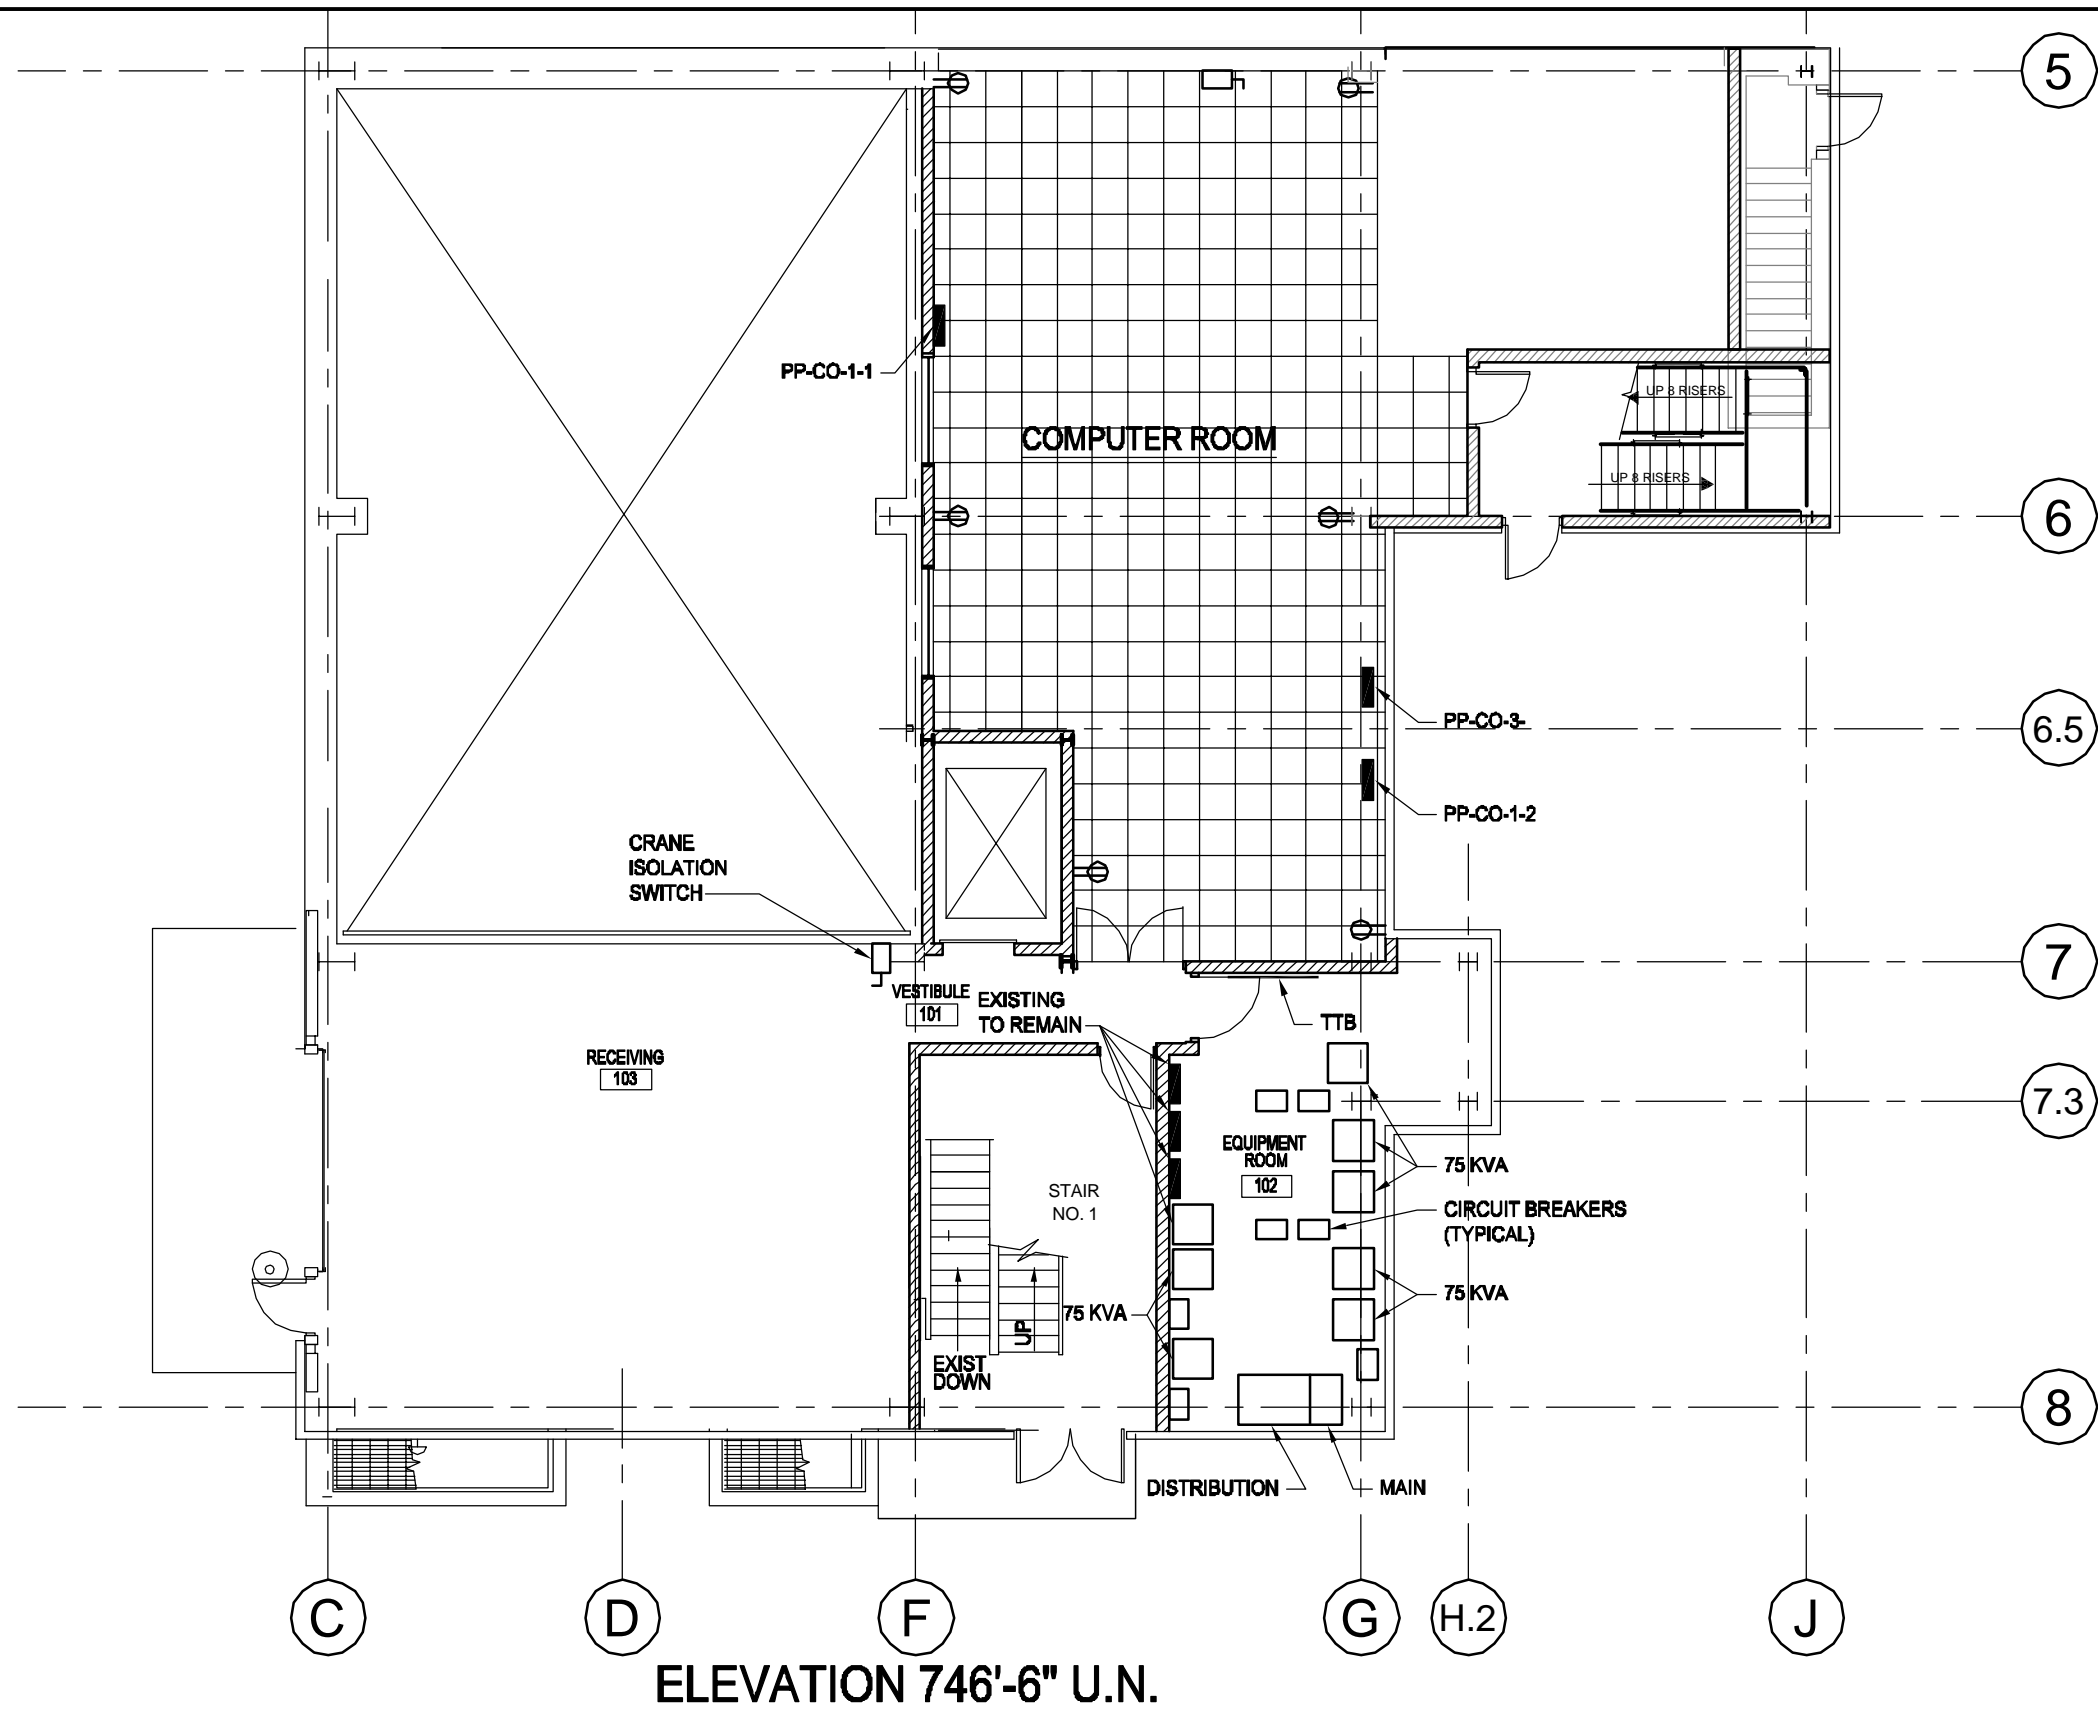 5
PP-CO-1-1
UP 8 RISERS
COMPUTER ROOM
UP 8 RISERS
6
PP-CO-3-
6.5
PP-CO-1-2
CRANE
ISOLATION
SWITCH
7
VESTIBULE
101
EXISTING
TO REMAIN
TTB
RECEIVING
103
7.3
EQUIPMENT
ROOM
102
75 KVA
STAIR
NO. 1
CIRCUIT BREAKERS
(TYPICAL)
75 KVA
75 KVA
UP
EXIST
DOWN
8
DISTRIBUTION
MAIN
C
D
F
G
H.2
J
ELEVATION 746'-6" U.N.